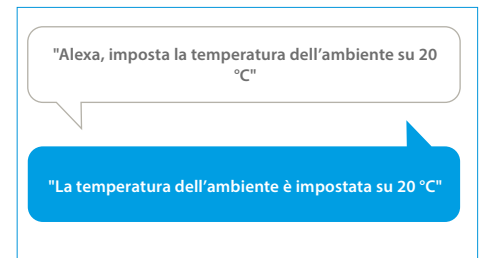 "Alexa, imposta la temperatura dell’ambiente su 20
°C"
"La temperatura dell’ambiente è impostata su 20 °C"